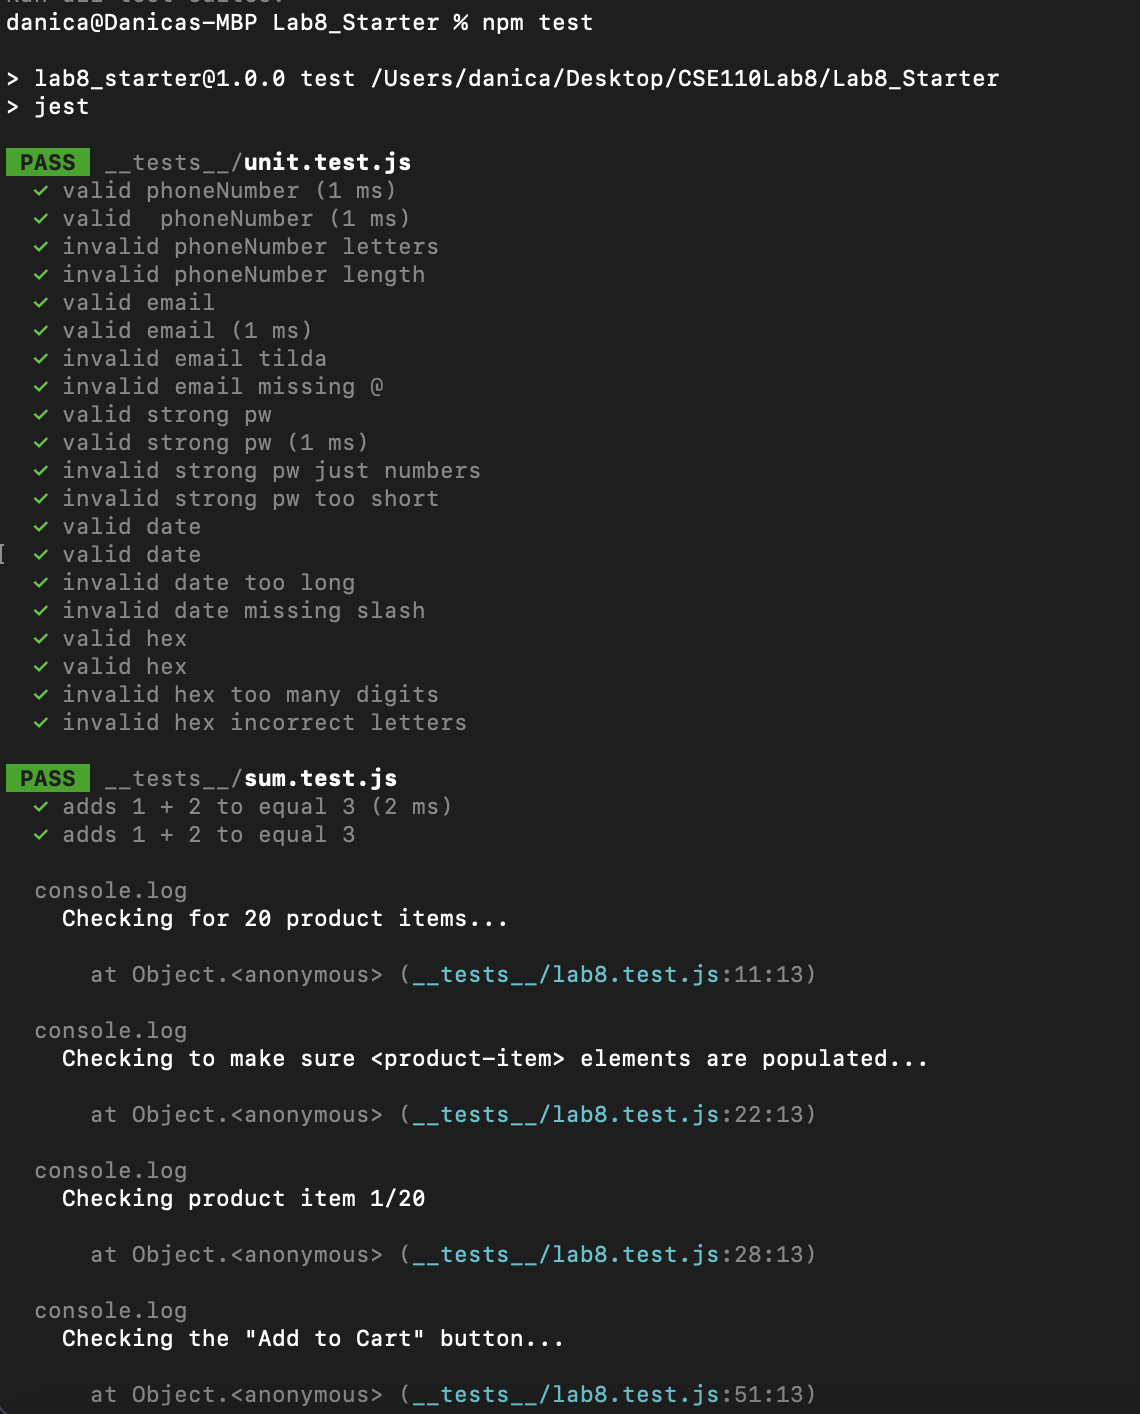 Run all test suites.
danica@Danicas-MBP Lab8_Starter % npm test
> lab8_starter@1.0.0 test /Users/danica/Desktop/CSE110Lab8/Lab8_Starter
> jest
PASS __tests__/unit.test.js
✓ valid phoneNumber (1 ms)
✓ valid  phoneNumber (1 ms)
✓ invalid phoneNumber letters
✓ invalid phoneNumber length
✓ valid email
✓ valid email (1 ms)
✓ invalid email tilda
✓ invalid email missing @
✓ valid strong pw
✓ valid strong pw (1 ms)
✓ invalid strong pw just numbers
✓ invalid strong pw too short
✓ valid date
✓ valid date
✓ invalid date too long
✓ invalid date missing slash
✓ valid hex
✓ valid hex
✓ invalid hex too many digits
✓ invalid hex incorrect letters
PASS __tests__/sum.test.js
✓ adds 1 + 2 to equal 3 (2 ms)
✓ adds 1 + 2 to equal 3
console.log
Checking for 20 product items...
at Object.<anonymous> (__tests__/lab8.test.js:11:13)
console.log
Checking to make sure <product-item> elements are populated...
at Object.<anonymous> (__tests__/lab8.test.js:22:13)
console.log
Checking product item 1/20
at Object.<anonymous> (__tests__/lab8.test.js:28:13)
console.log
Checking the "Add to Cart" button...
at Object.<anonymous> (__tests__/lab8.test.js:51:13)